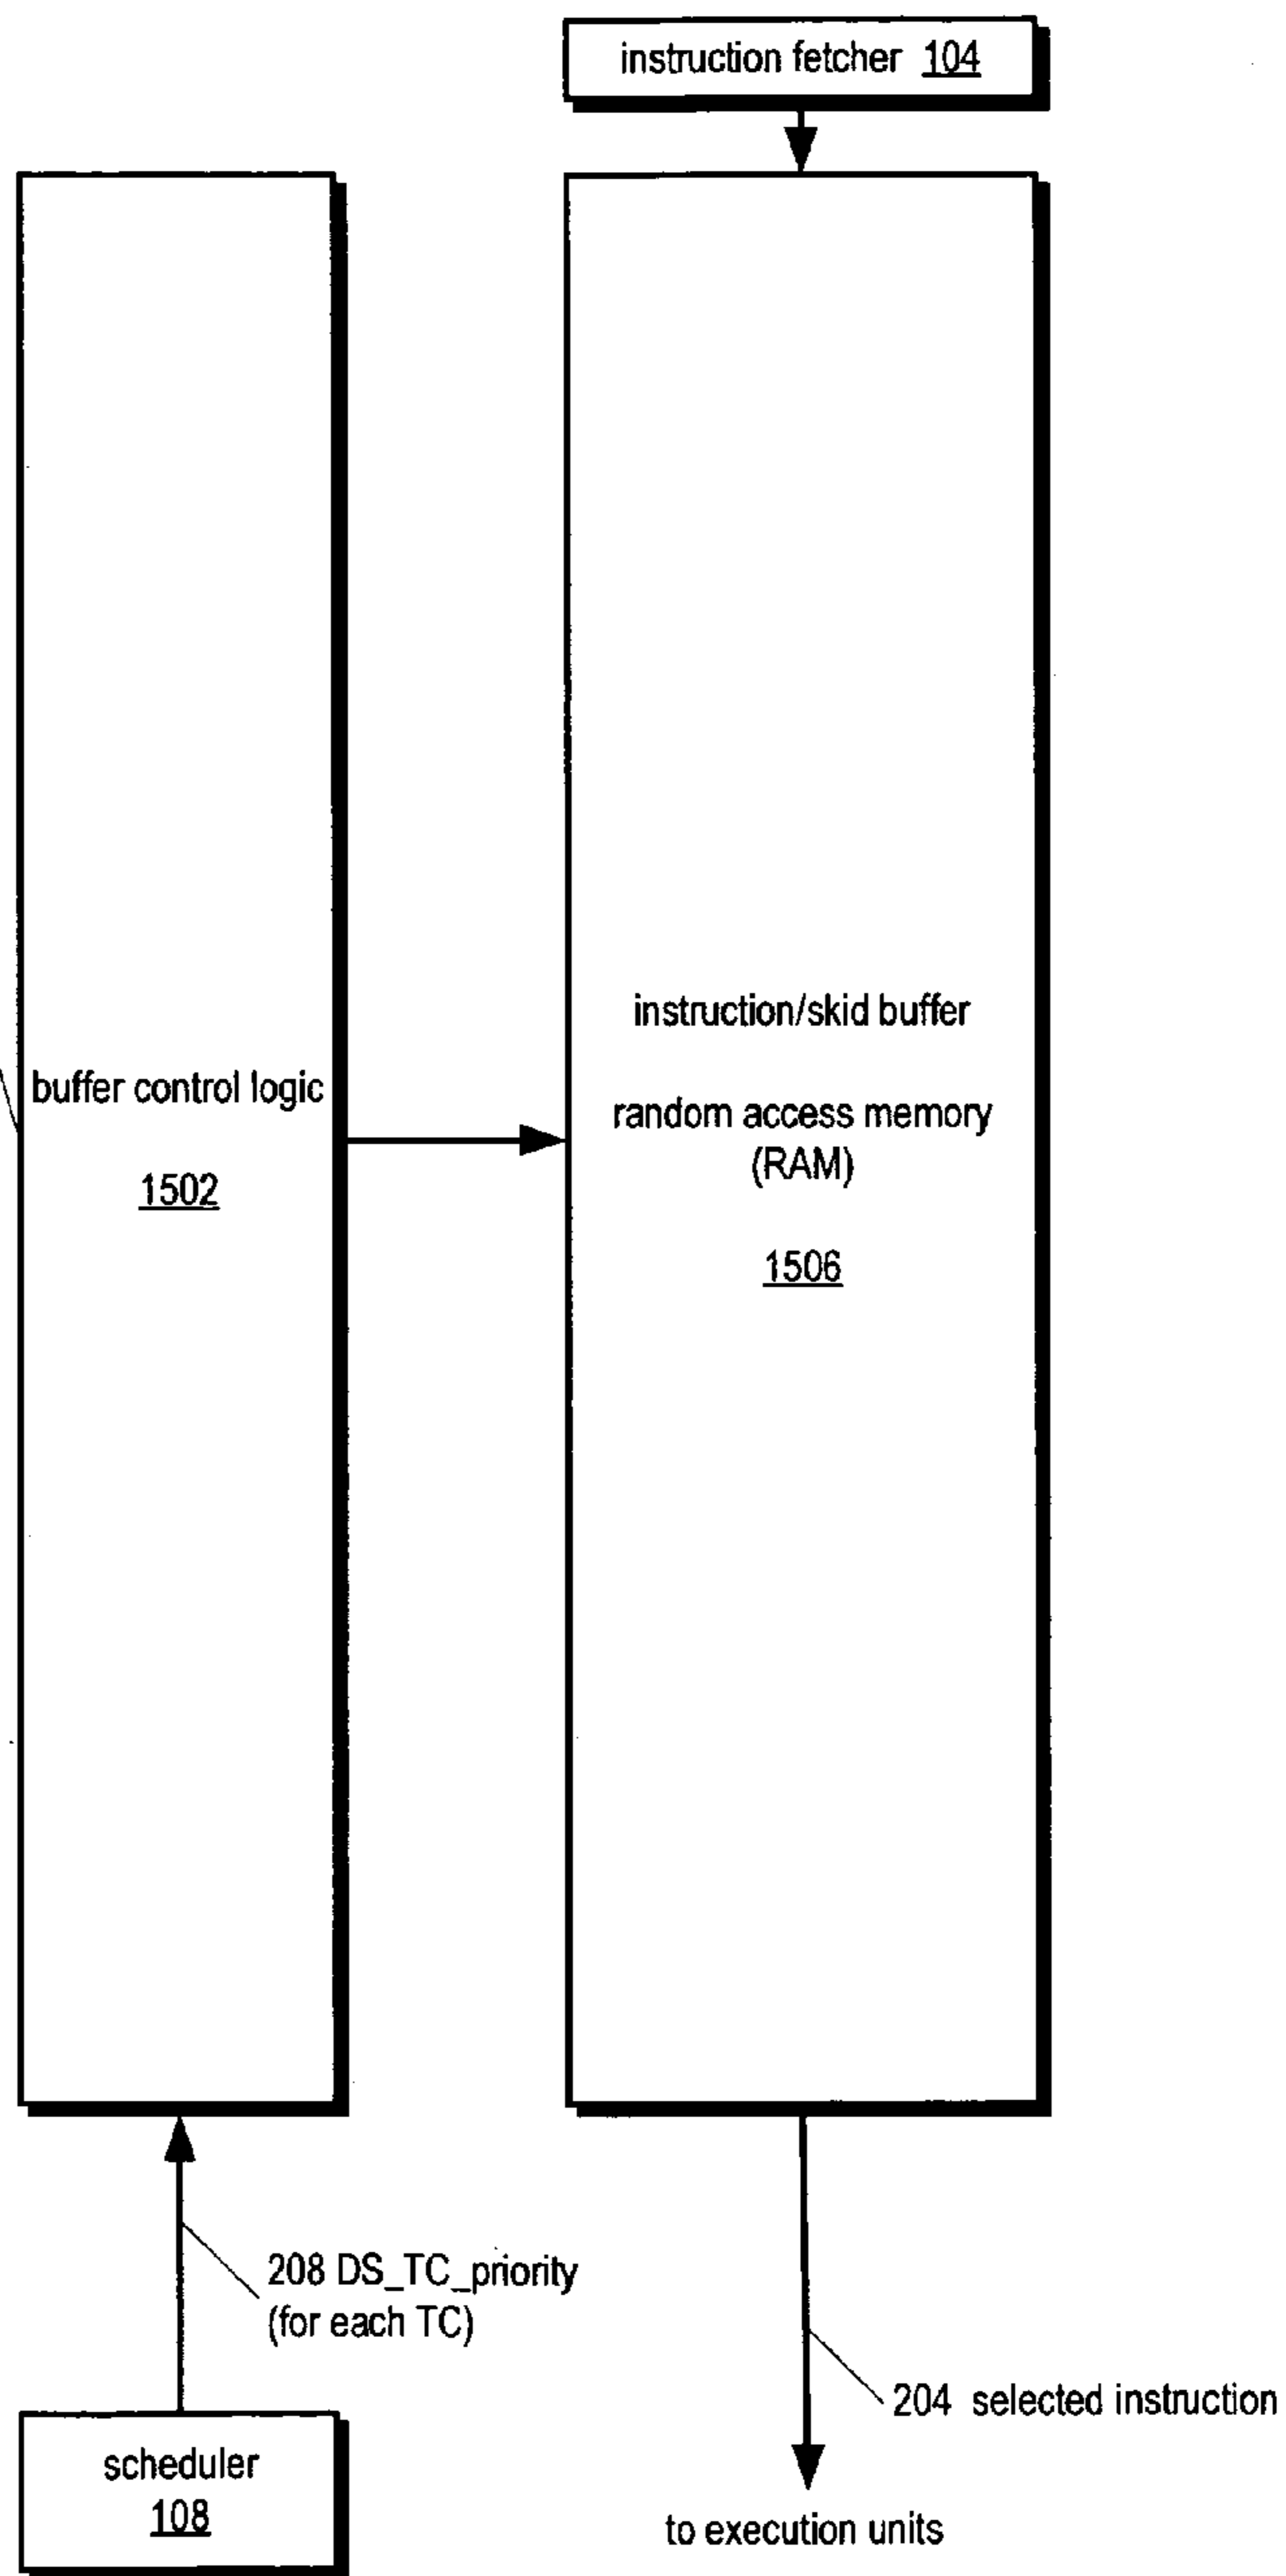 instruction fetcher 104
buffer control logic
1502
instruction/skid buffer
random access memory
(RAM)
1506
208 DS_TC_priority
(for each TC)
204 selected instruction
scheduler
108
to execution units